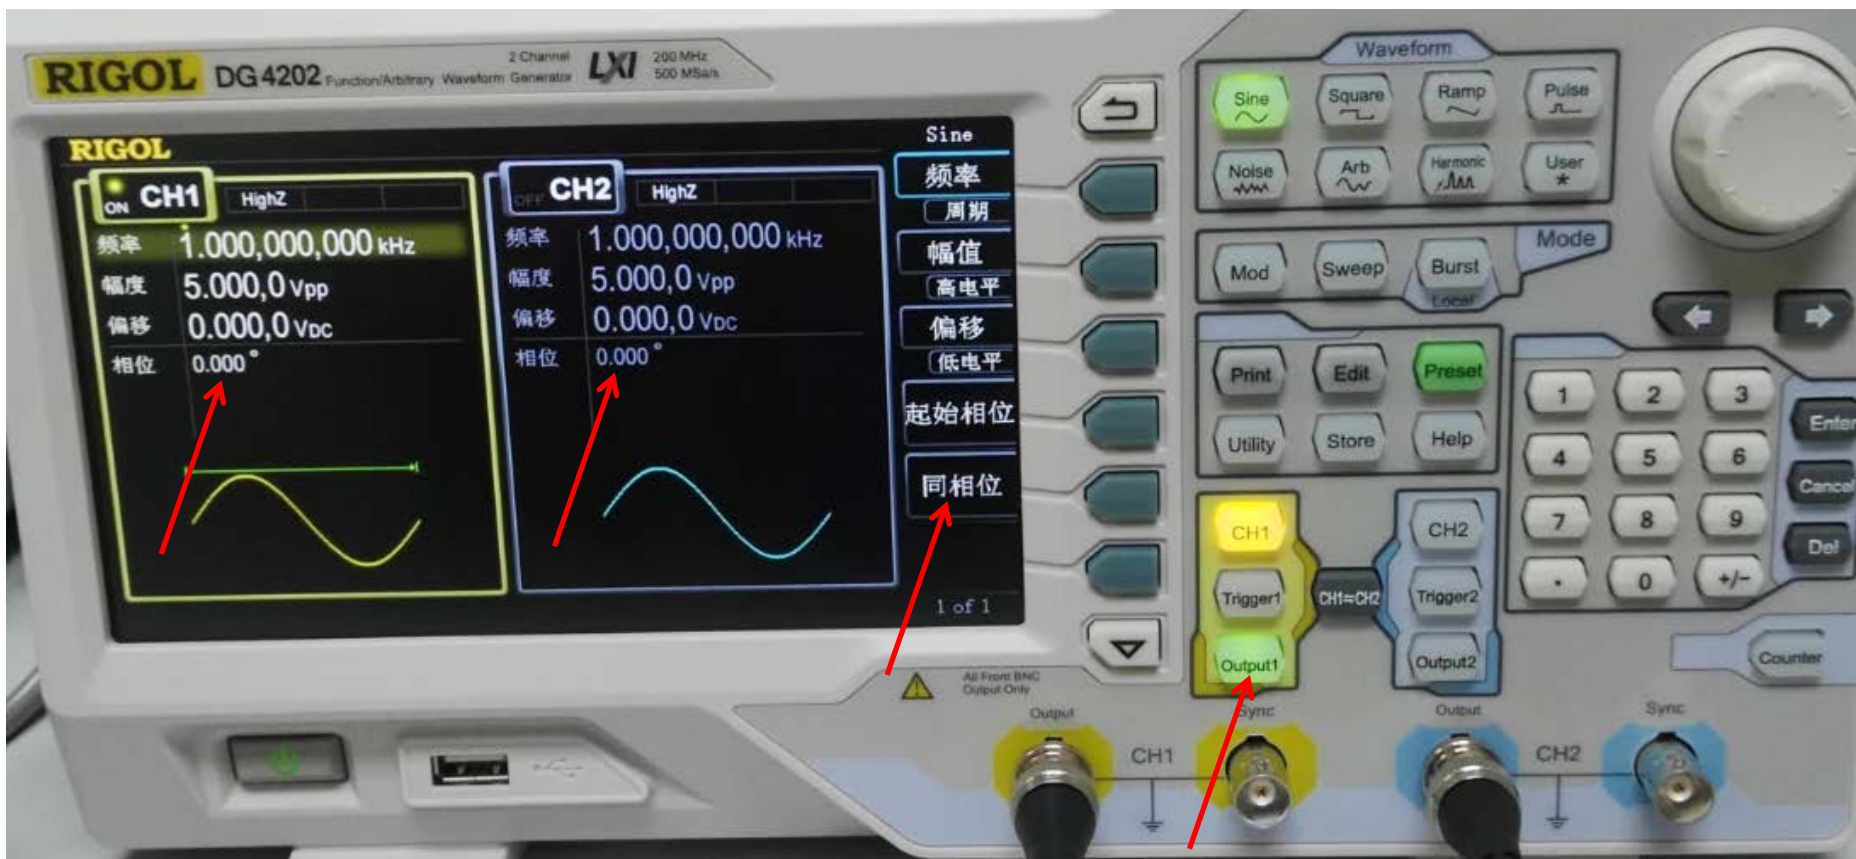 RIGOL DG4202 Function/Arbitrary Waveform Generator
2 Channel
LXI
200 MHz
500 MSa/s
RIGOL
Sine
ON CH1 HighZ
频率 1.000,000,000 kHz
幅度 5.000,0 Vpp
偏移 0.000,0 VDC
相位 0.000°
OFF CH2 HighZ
频率 1.000,000,000 kHz
幅度 5.000,0 Vpp
偏移 0.000,0 VDC
相位 0.000°
频率
周期
幅值
高电平
偏移
低电平
起始相位
同相位
1 of 1
Waveform
Sine Square Ramp Pulse
Noise Arb Harmonic User
Mode
Mod Sweep Burst
Local
Print Edit Preset
Utility Store Help
CH1 CH2
Trigger1 CH1⇌CH2 Trigger2
Output1 Output2
1 2 3 Enter
4 5 6 Cancel
7 8 9 Del
. 0 +/-
Counter
All Front BNC
Output Only
Output Sync Output Sync
CH1 CH2